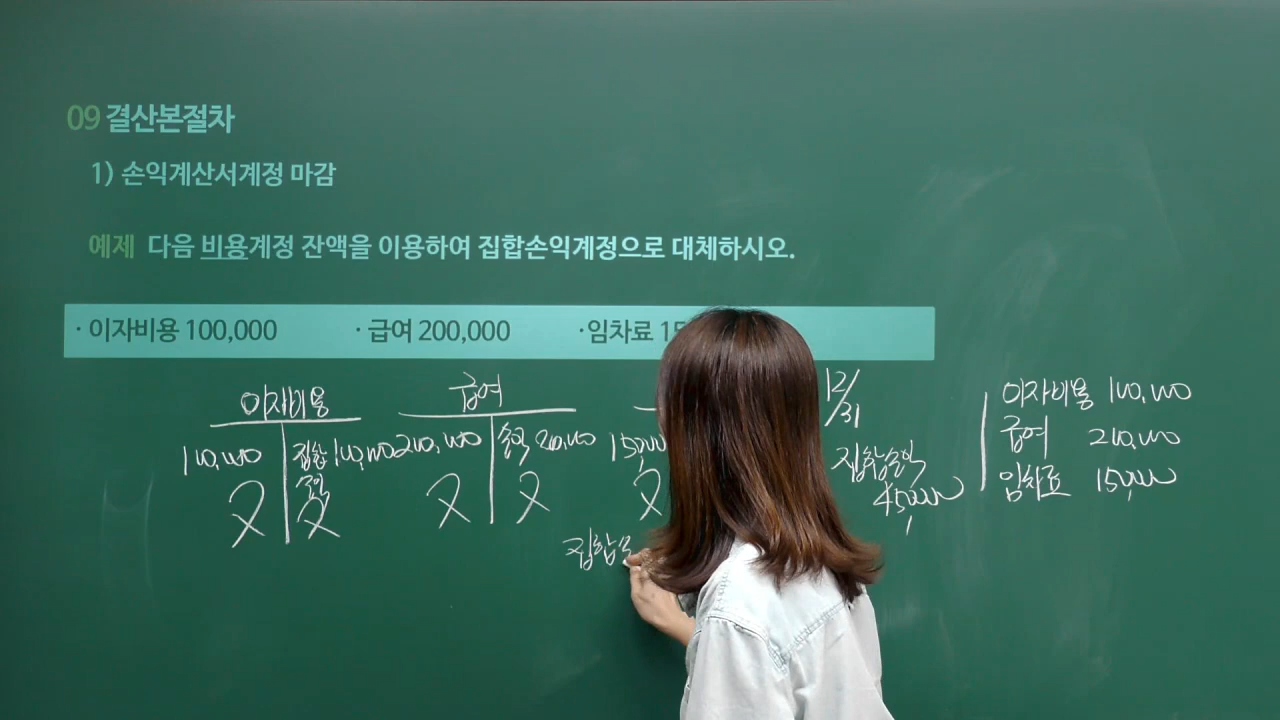 09 결산본절차
1) 손익계산서계정 마감
예제 다음 비용계정 잔액을 이용하여 집합손익계정으로 대체하시오.
· 이자비용 100,000 · 급여 200,000 ·임차료 15
이자비용
100,000 집합 100,000
손익
급여
200,000 손익 200,000
150,000
집합
12/31
집합손익
450,000
이자비용 100,000
급여 200,000
임차료 150,000